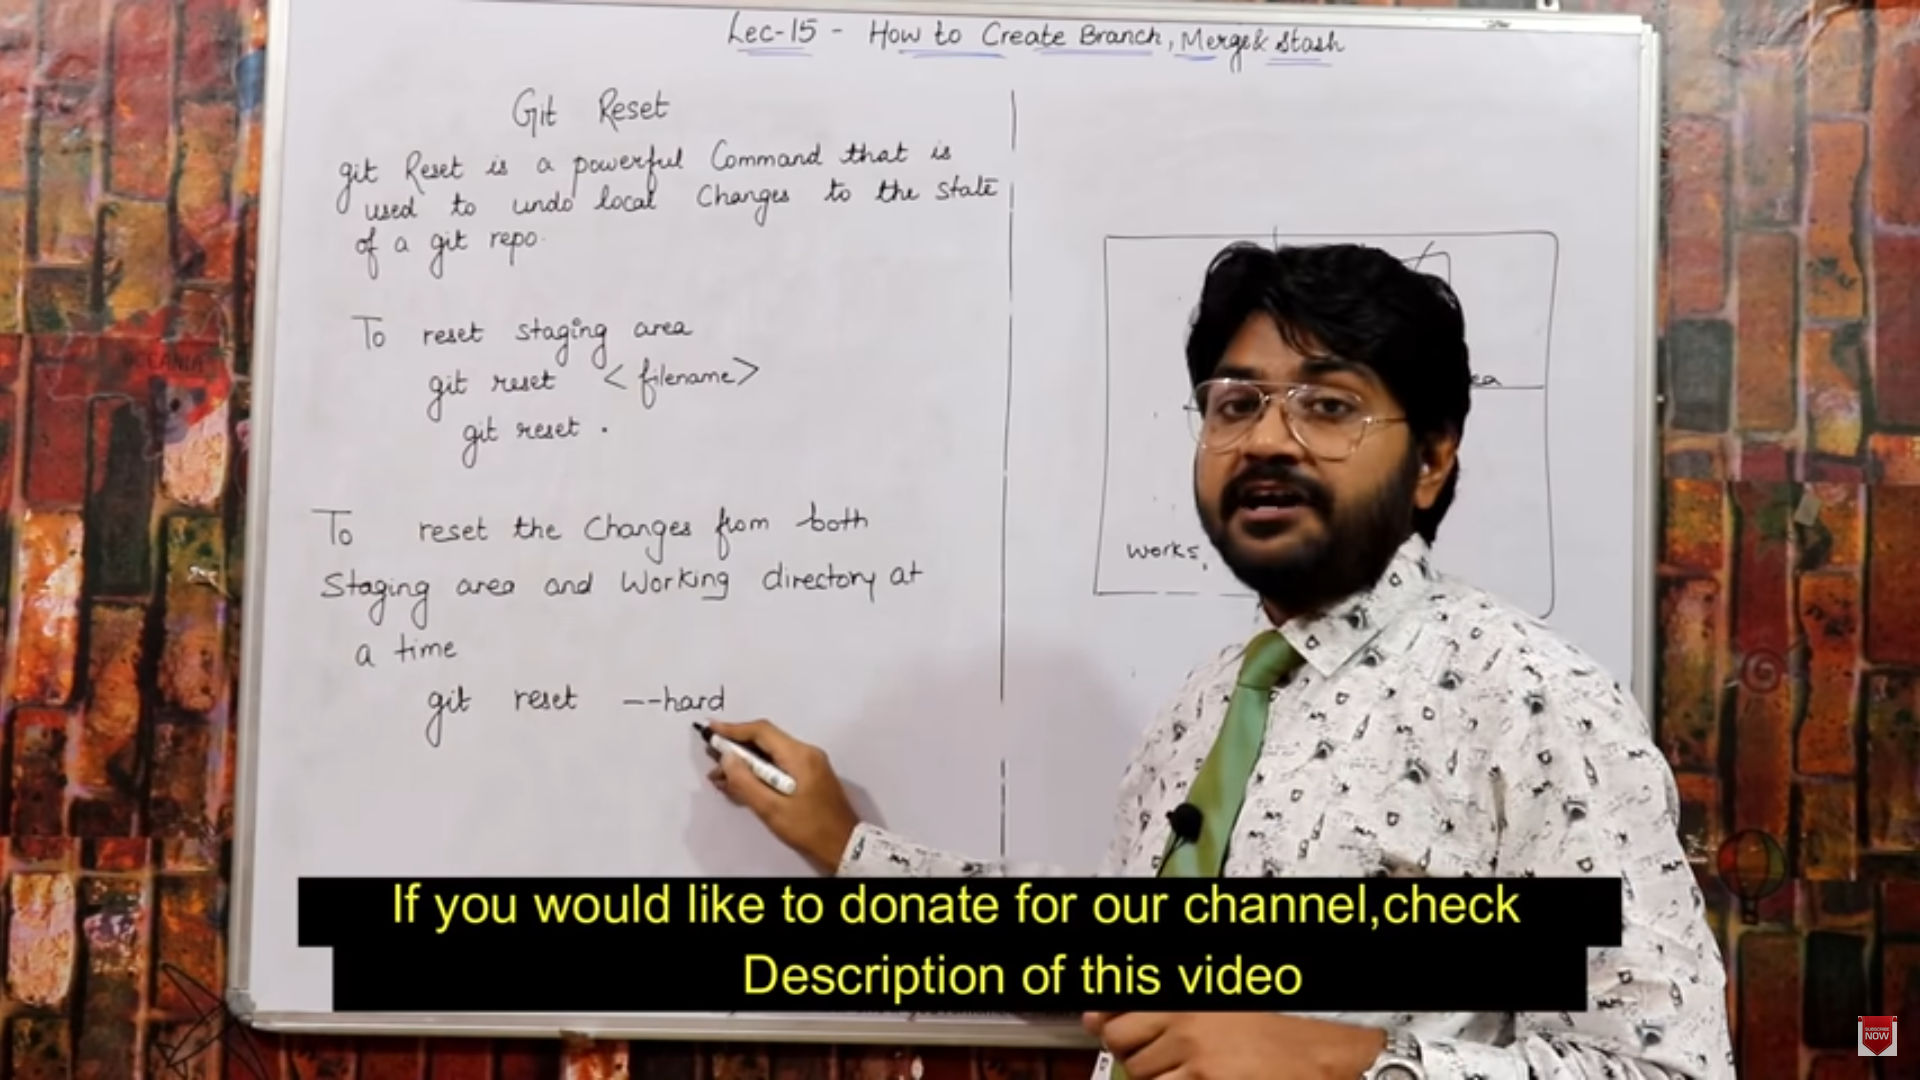 Lec-15 - How to Create Branch, Merge & Stash
Git Reset
git Reset is a powerful Command that is
used to undo local Changes to the state
of a git repo.
To reset staging area
git reset <filename>
git reset .
To reset the Changes from both
Staging area and Working directory at
a time
git reset --hard
ea
works
OCEANIA
If you would like to donate for our channel,check
Description of this video
SUBSCRIBE
NOW